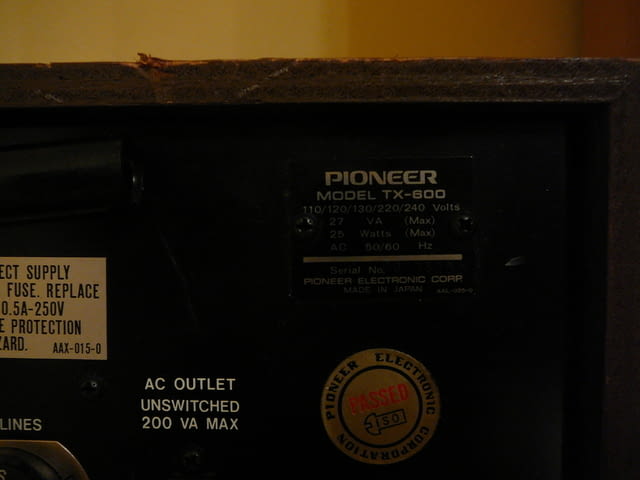 PIONEER
MODEL TX-600
110/120/130/220/240 Volts
27 VA (Max)
25 Watts (Max)
AC 50/60 Hz
Serial No.
PIONEER ELECTRONIC CORP.
MADE IN JAPAN
ECT SUPPLY
FUSE. REPLACE
0.5A-250V
E PROTECTION
ZARD. AAX-015-0
AC OUTLET
UNSWITCHED
200 VA MAX
LINES
PIONEER ELECTRONIC CORPORATION
PASSED